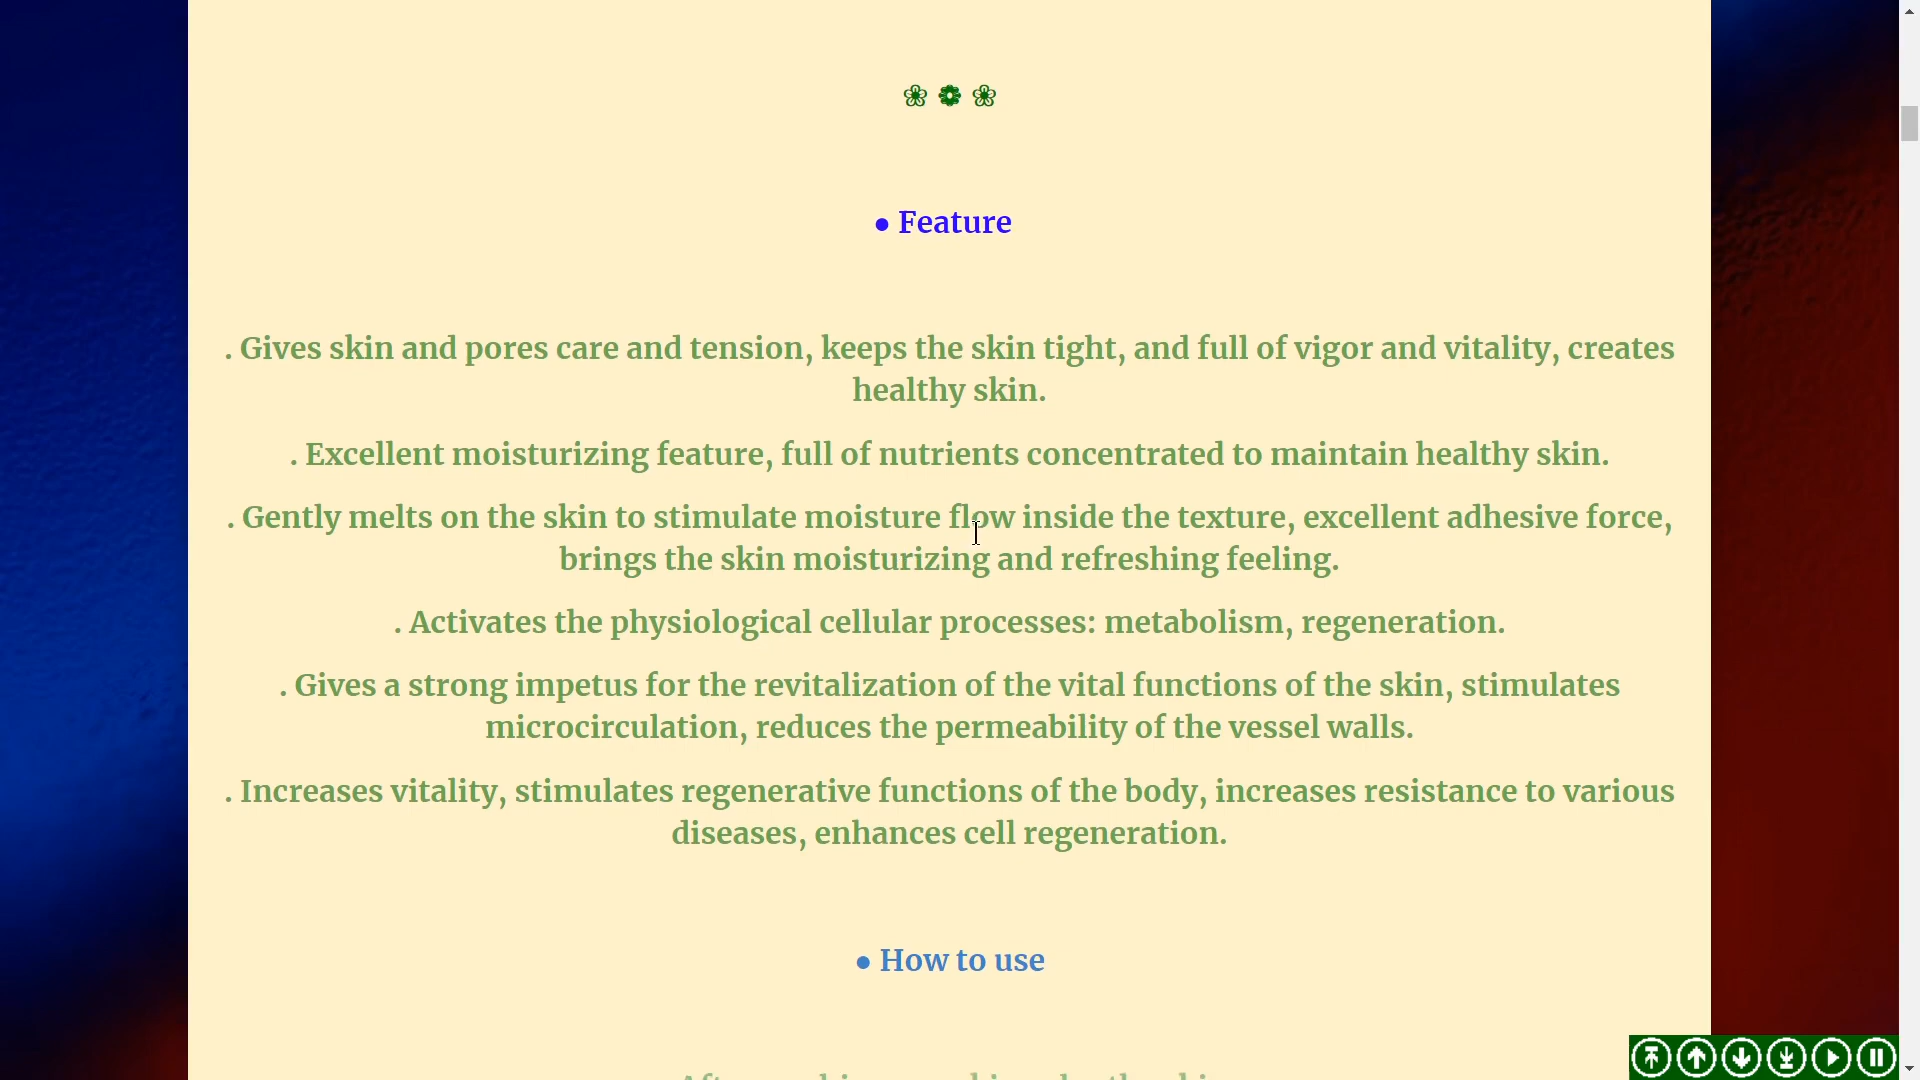 ❀ ❁ ❀
● Feature
. Gives skin and pores care and tension, keeps the skin tight, and full of vigor and vitality, creates
healthy skin.
. Excellent moisturizing feature, full of nutrients concentrated to maintain healthy skin.
. Gently melts on the skin to stimulate moisture flow inside the texture, excellent adhesive force,
brings the skin moisturizing and refreshing feeling.
. Activates the physiological cellular processes: metabolism, regeneration.
. Gives a strong impetus for the revitalization of the vital functions of the skin, stimulates
microcirculation, reduces the permeability of the vessel walls.
. Increases vitality, stimulates regenerative functions of the body, increases resistance to various
diseases, enhances cell regeneration.
● How to use